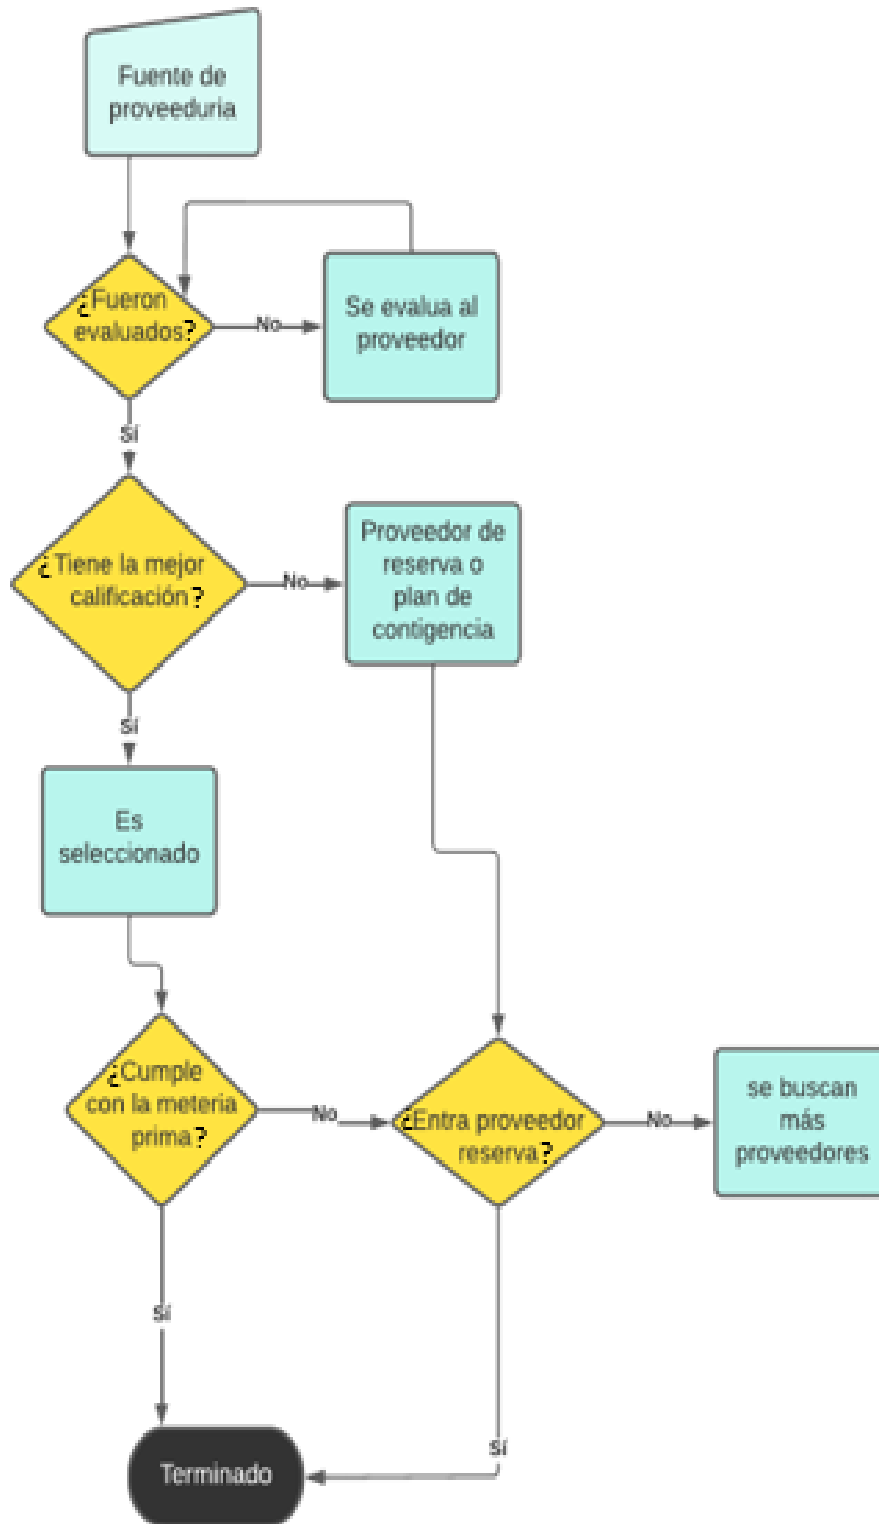 Fuente de
proveeduria
¿Fueron
evaluados?
No
Se evalua al
proveedor
Sí
¿Tiene la mejor
calificación?
No
Proveedor de
reserva o
plan de
contigencia
Sí
Es
seleccionado
¿Cumple
con la meteria
prima?
No
¿Entra proveedor
reserva?
No
se buscan
más
proveedores
Sí
Sí
Terminado